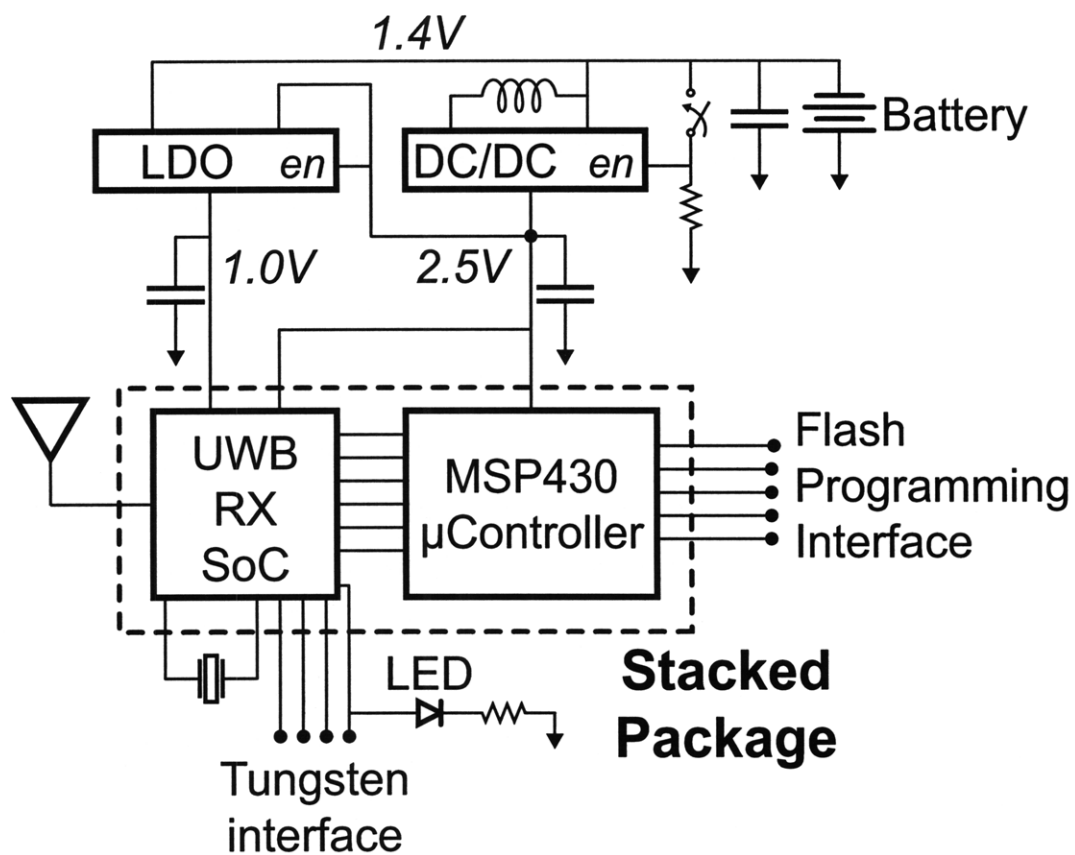 1.4V
Battery
LDO en
DC/DC en
1.0V
2.5V
UWB
RX
SoC
MSP430
µController
Flash
Programming
Interface
LED
Stacked
Package
Tungsten
interface